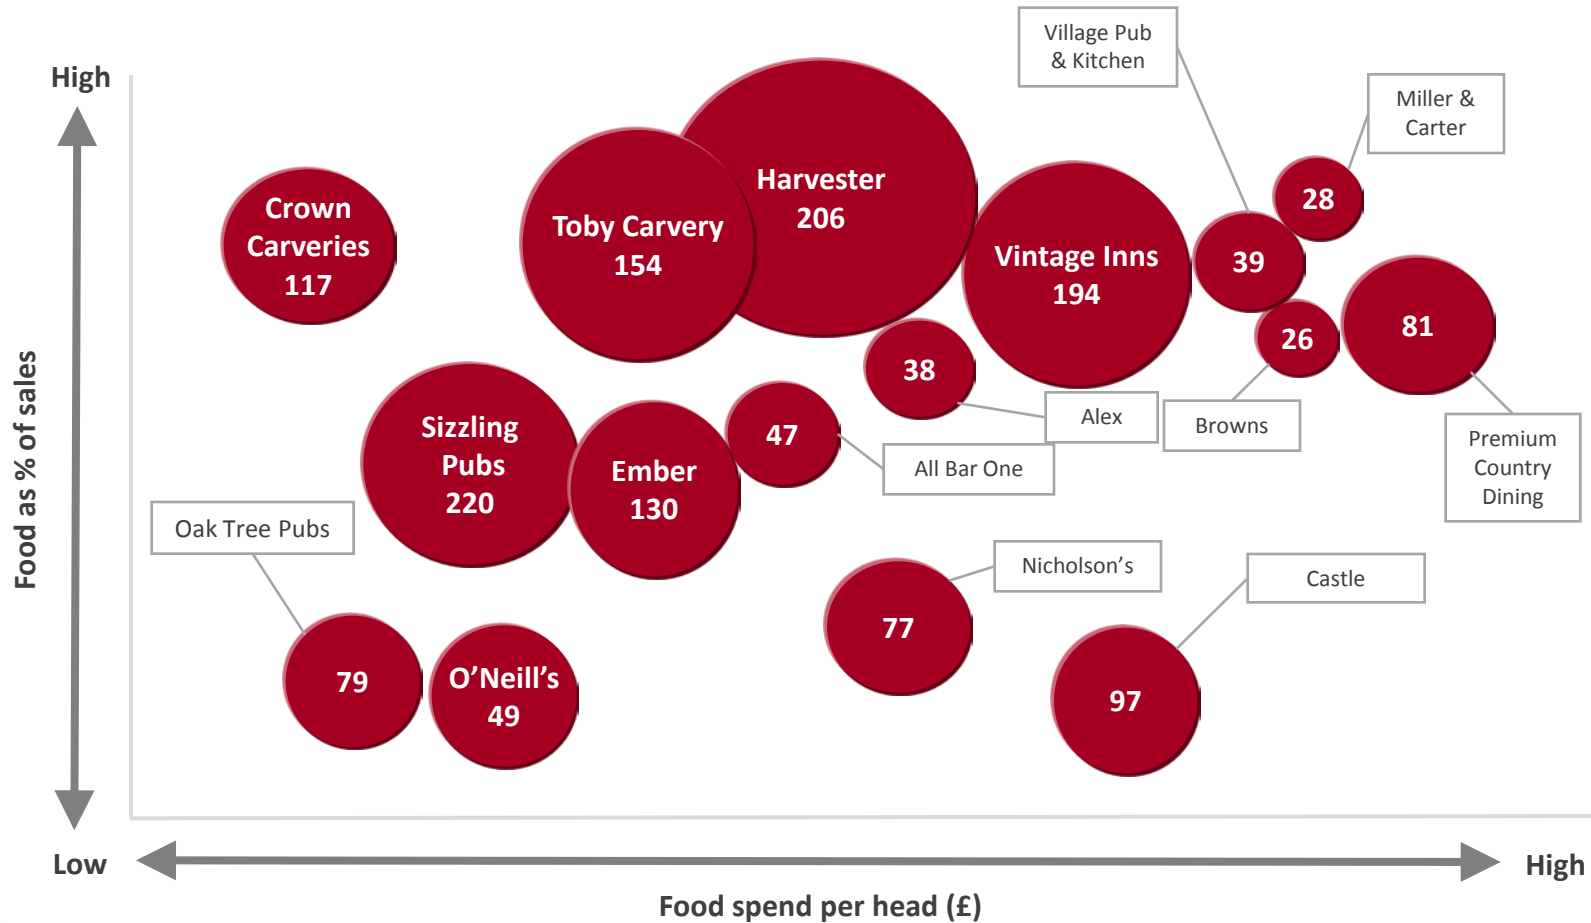 Village Pub
& Kitchen
High
Miller &
Carter
Harvester
206
28
Crown
Carveries
117
Toby Carvery
154
Vintage Inns
194
39
81
26
38
Food as % of sales
Alex
Browns
Premium
Country
Dining
Sizzling
Pubs
220
47
All Bar One
Ember
130
Oak Tree Pubs
Nicholson's
Castle
77
79
O'Neill's
49
97
Low
High
Food spend per head (£)